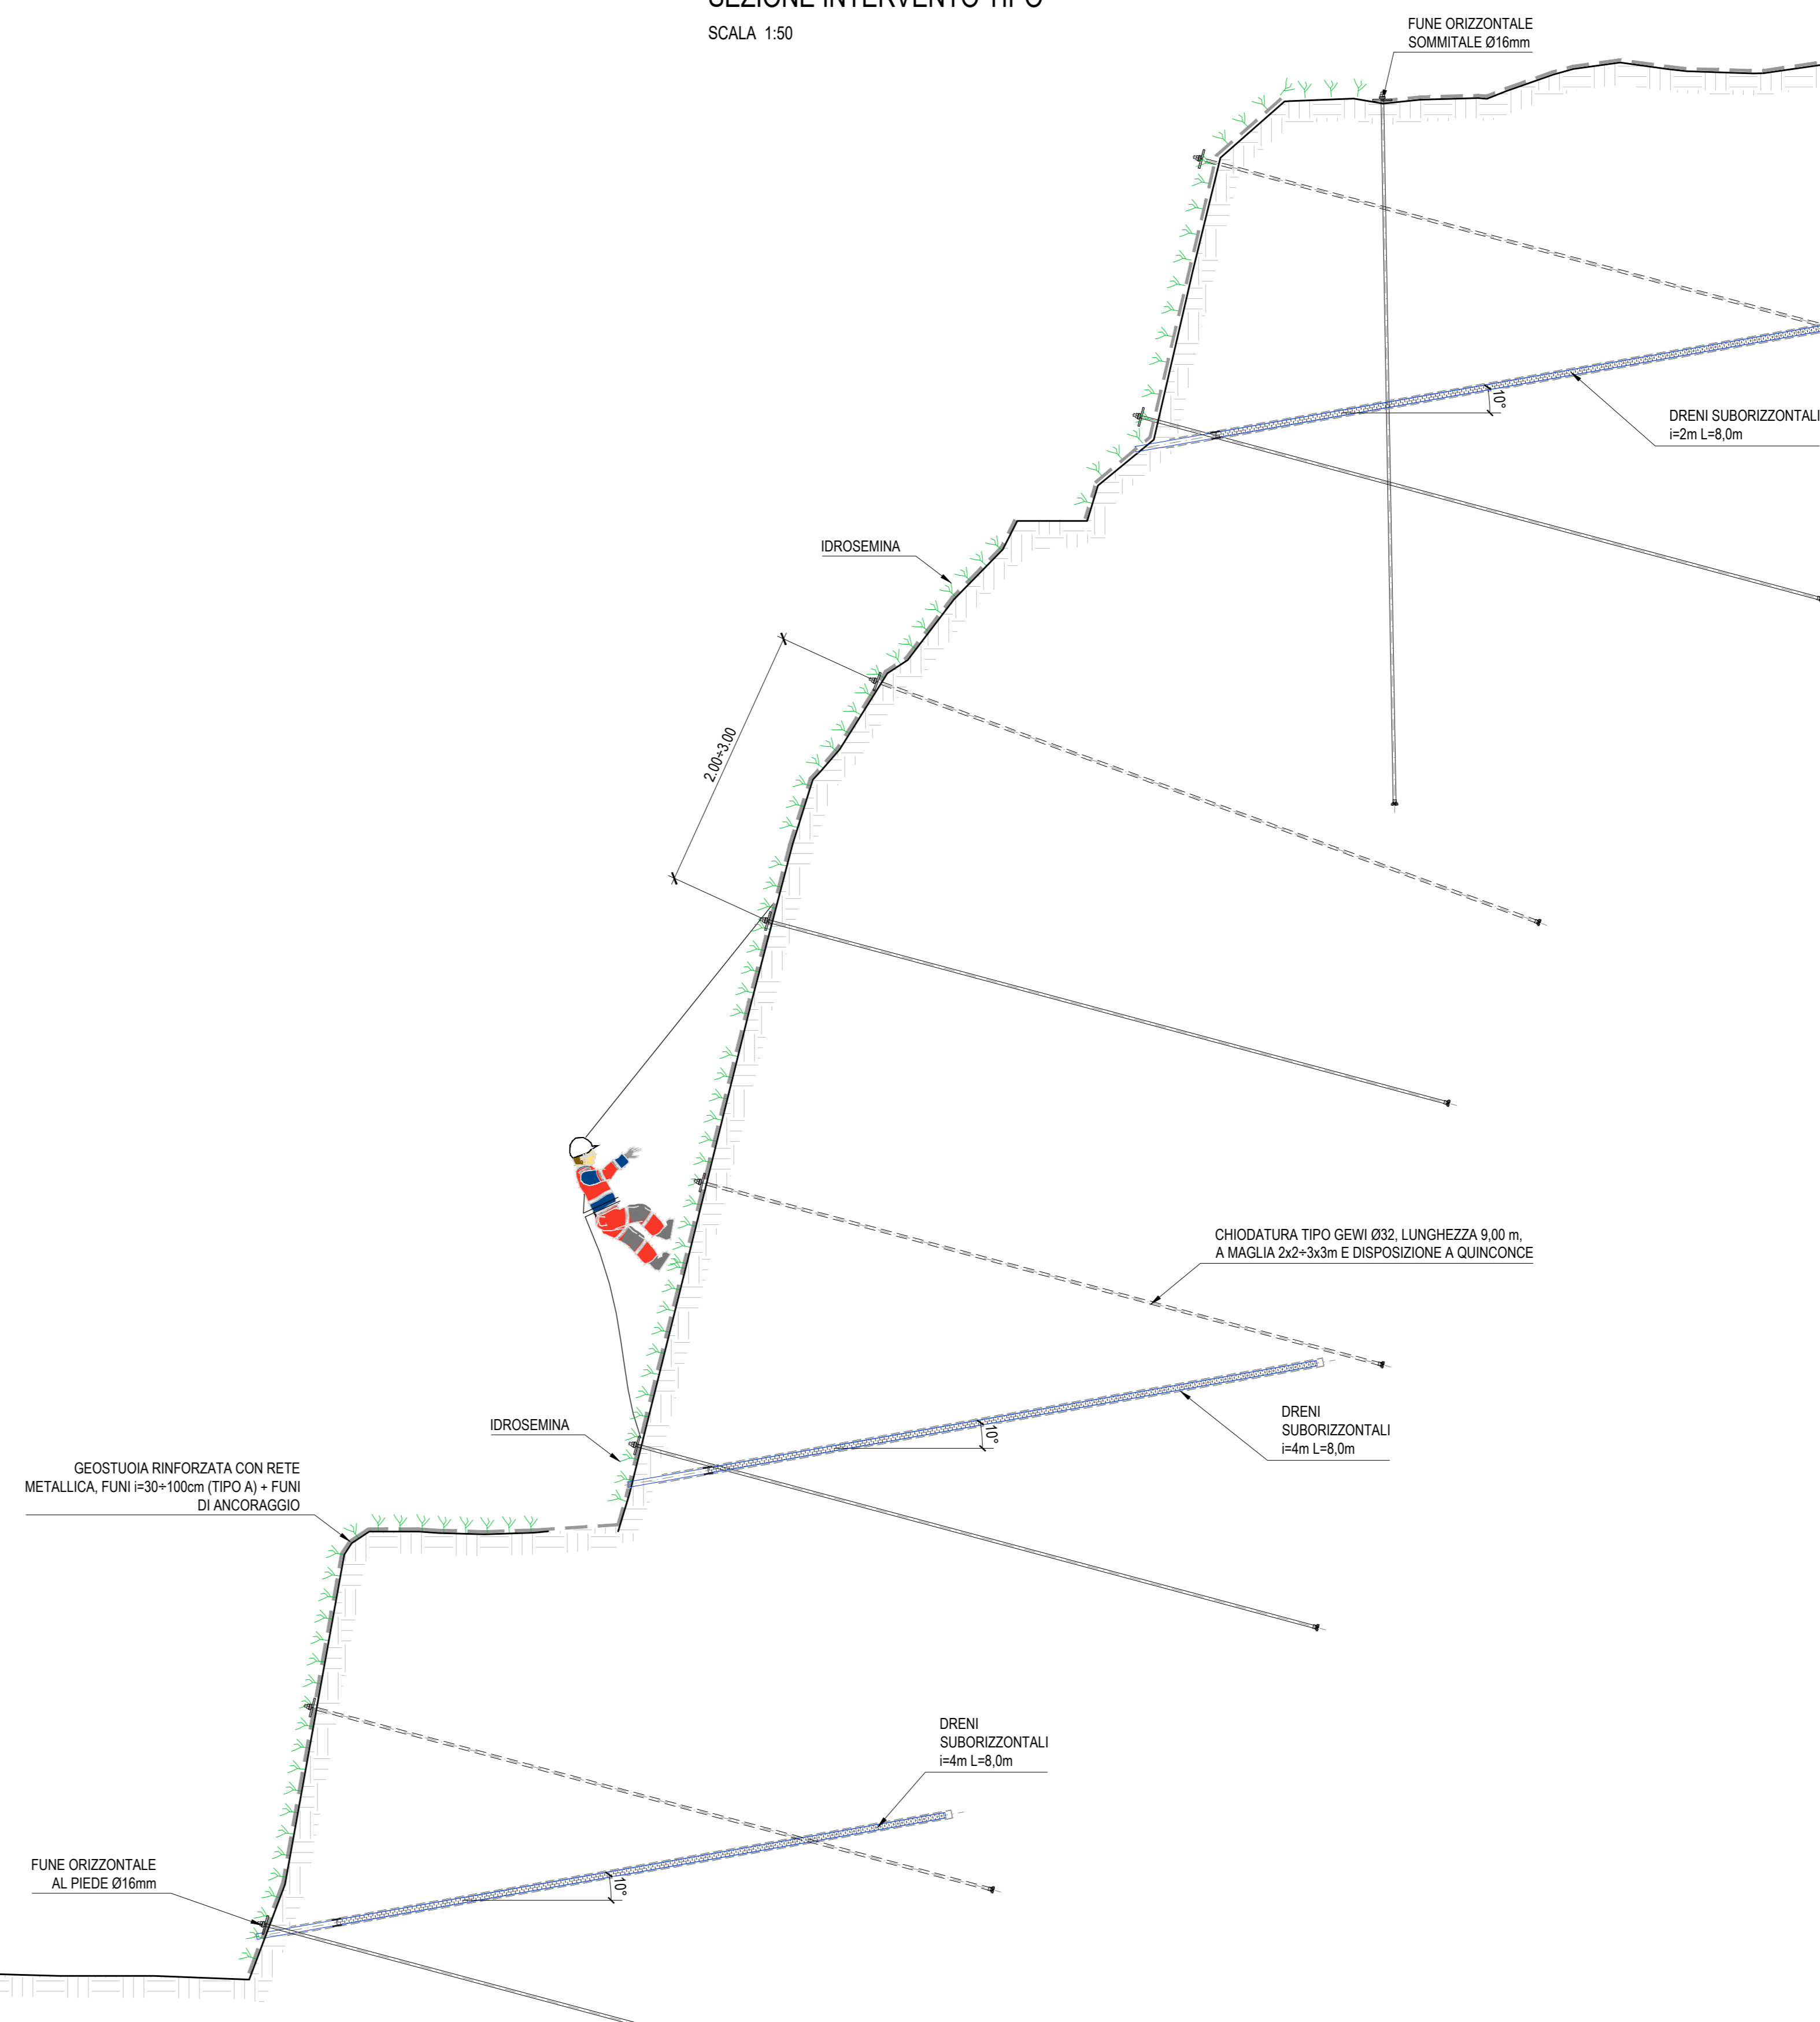 SEZIONE INTERVENTO TIPO
SCALA 1:50
FUNE ORIZZONTALE
SOMMITALE Ø16mm
10°
DRENI SUBORIZZONTALI
i=2m L=8,0m
IDROSEMINA
2.00÷3.00
CHIODATURA TIPO GEWI Ø32, LUNGHEZZA 9,00 m,
A MAGLIA 2x2÷3x3m E DISPOSIZIONE A QUINCONCE
DRENI
SUBORIZZONTALI
i=4m L=8,0m
10°
IDROSEMINA
GEOSTUOIA RINFORZATA CON RETE
METALLICA, FUNI i=30÷100cm (TIPO A) + FUNI
DI ANCORAGGIO
DRENI
SUBORIZZONTALI
i=4m L=8,0m
10°
FUNE ORIZZONTALE
AL PIEDE Ø16mm